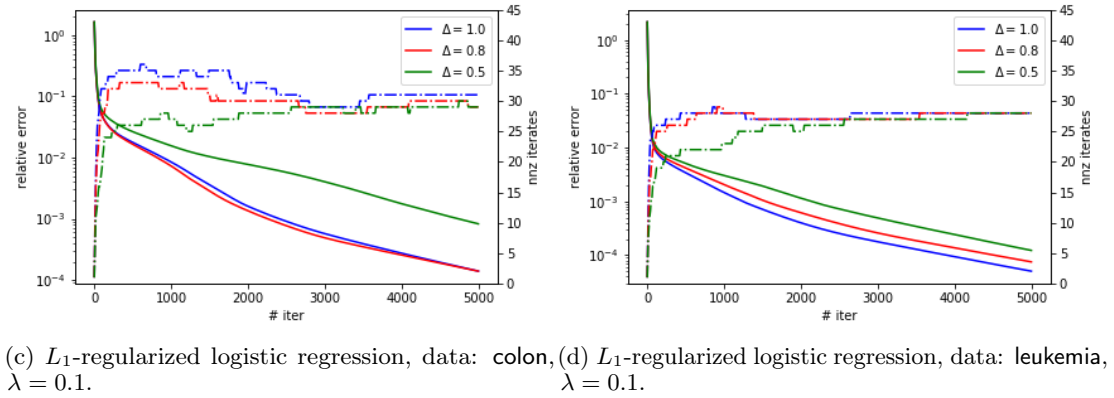 10⁰
10⁻¹
10⁻²
10⁻³
10⁻⁴
relative error
0 1000 2000 3000 4000 5000
# iter
45
40
35
30
25
20
15
10
5
0
nnz iterates
Δ = 1.0
Δ = 0.8
Δ = 0.5
10⁰
10⁻¹
10⁻²
10⁻³
10⁻⁴
relative error
0 1000 2000 3000 4000 5000
# iter
45
40
35
30
25
20
15
10
5
0
nnz iterates
Δ = 1.0
Δ = 0.8
Δ = 0.5
(c) L₁-regularized logistic regression, data: colon,
λ = 0.1.
(d) L₁-regularized logistic regression, data: leukemia,
λ = 0.1.